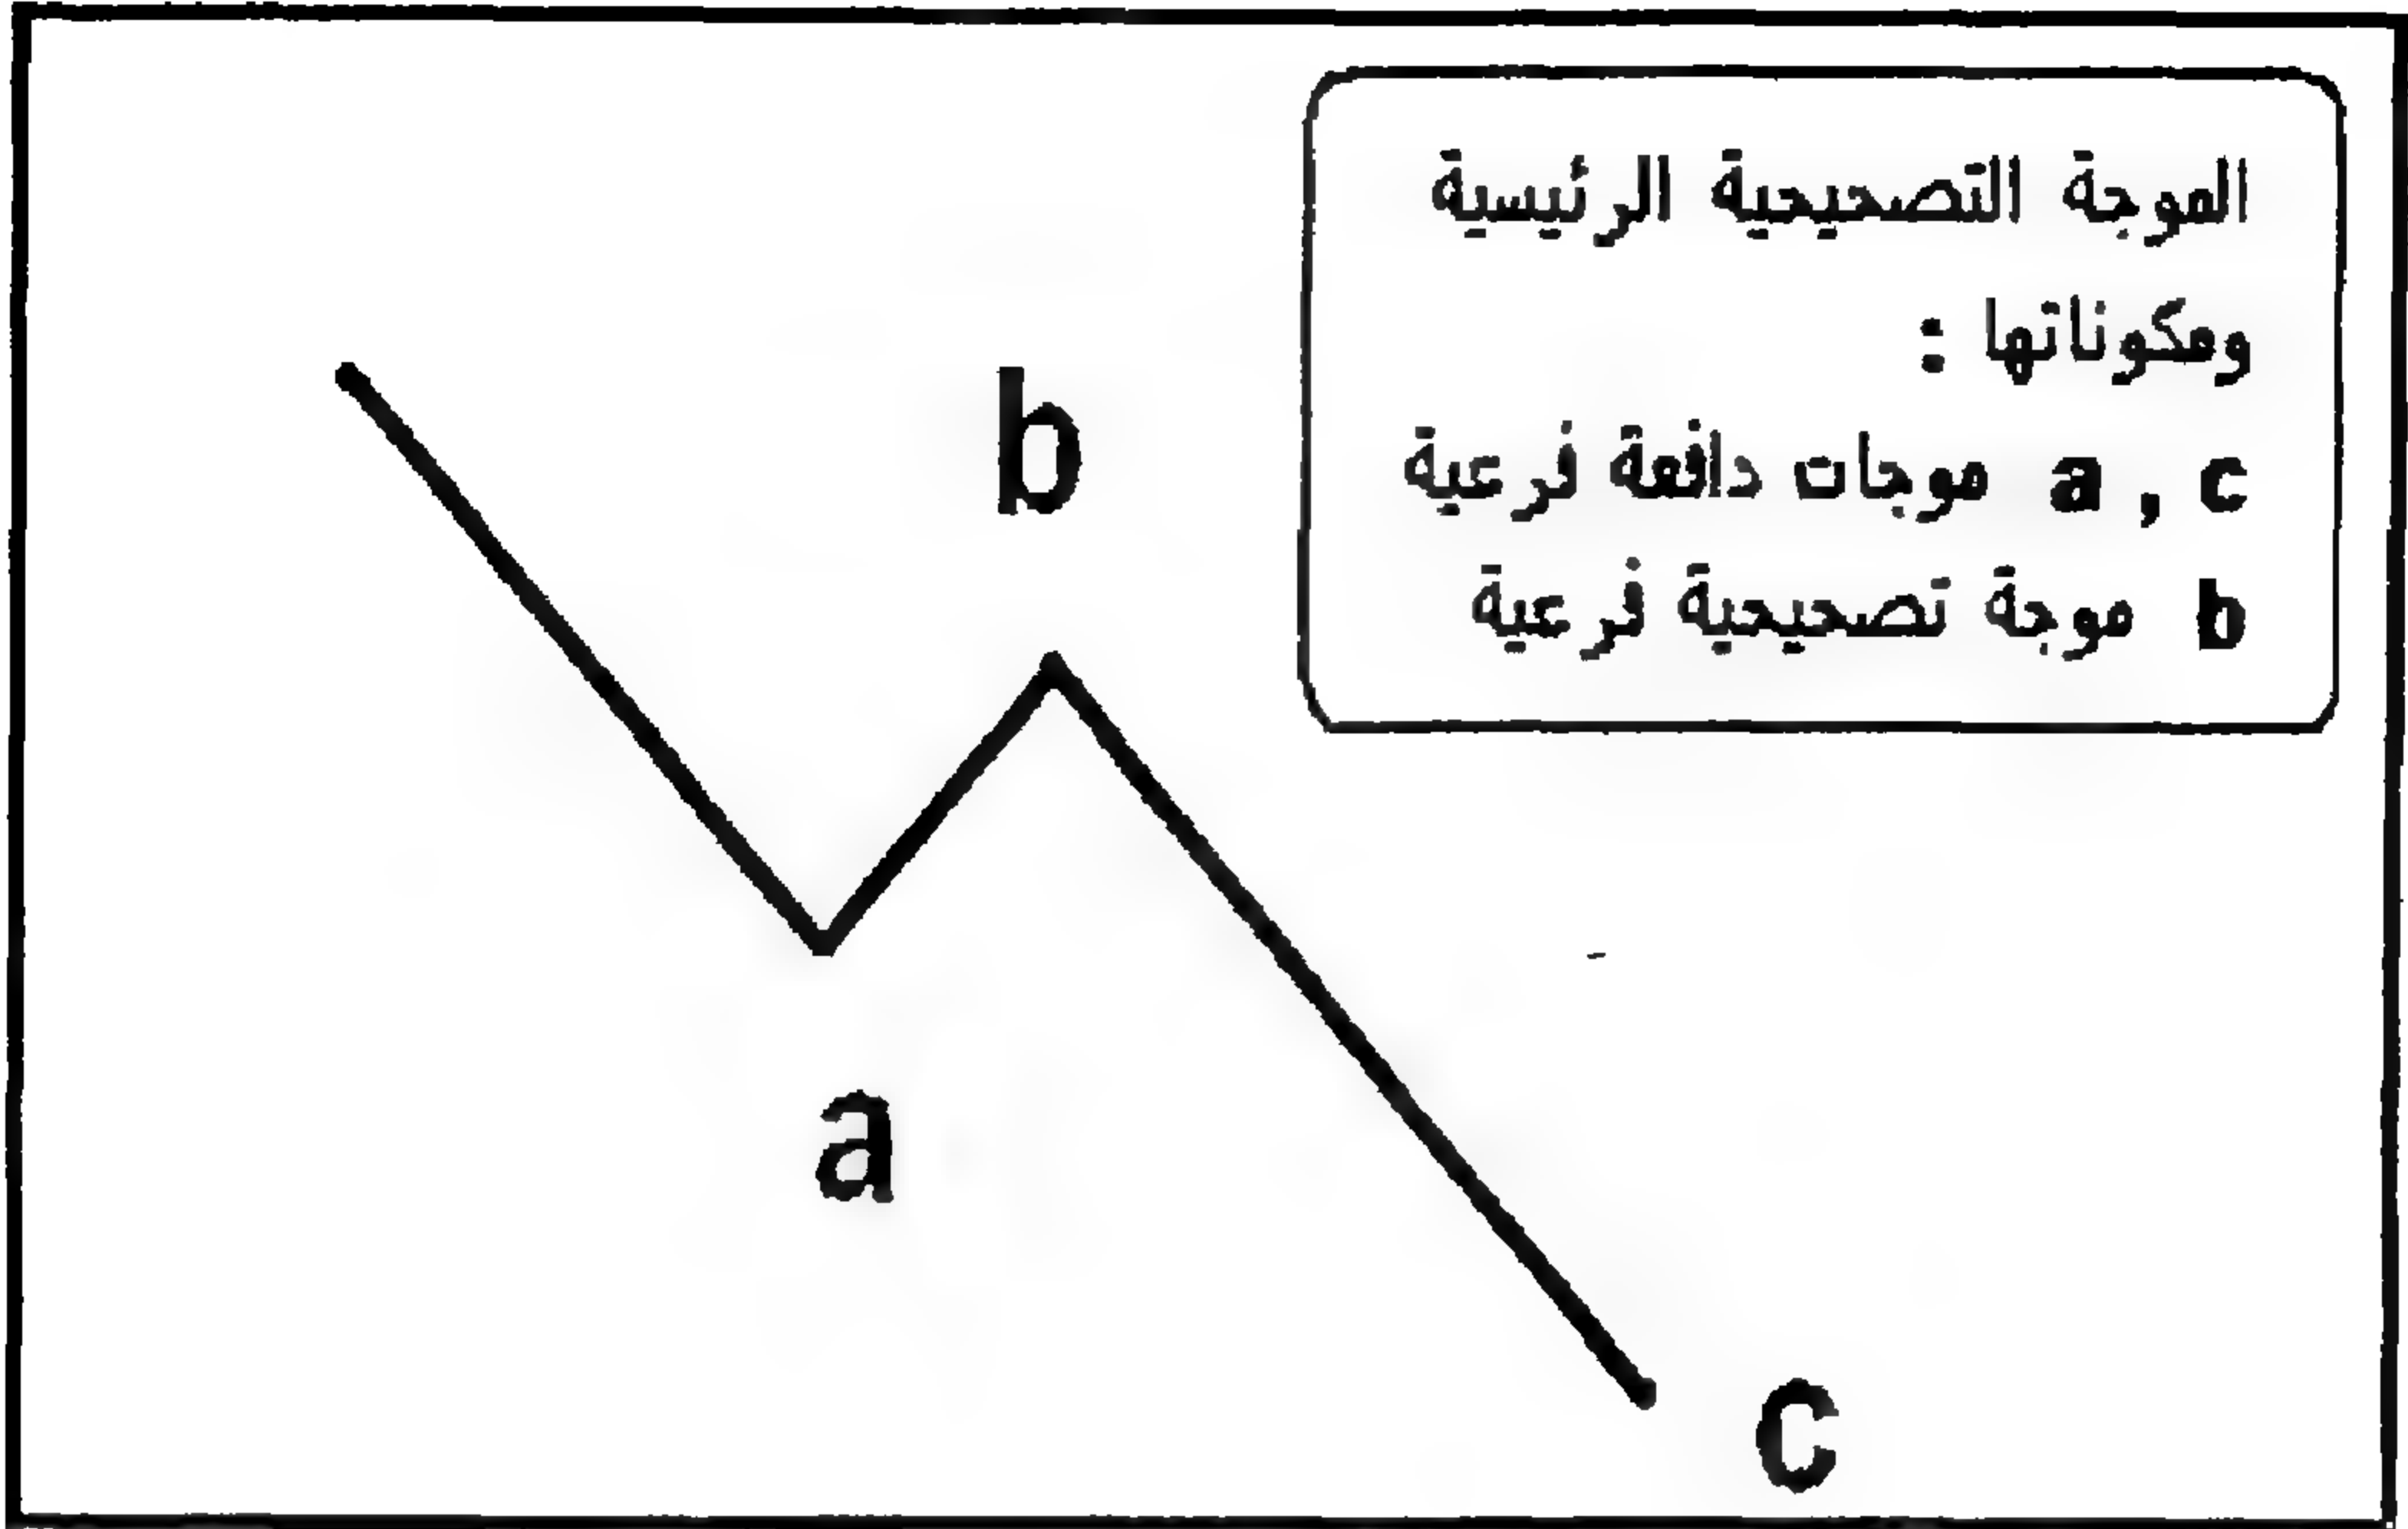 الموجة التصحيحية الرئيسية
ومكوناتها :
a , c موجات دافعة فرعية
b موجة تصحيحية فرعية
b
a
c